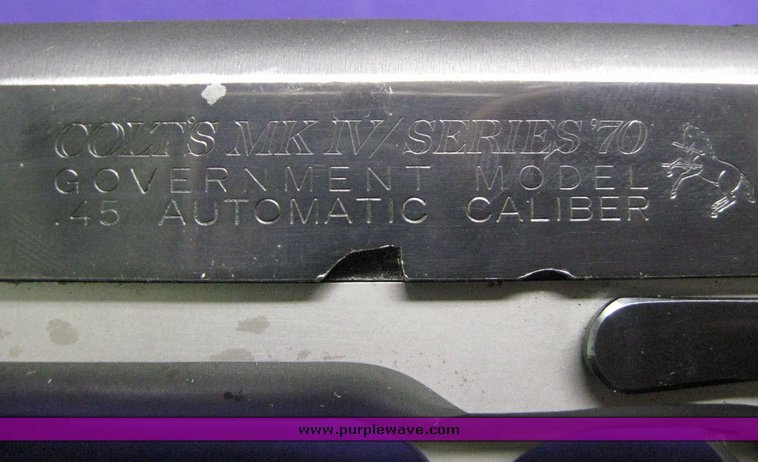 COLT'S MK IV/ SERIES '70
GOVERNMENT MODEL
.45 AUTOMATIC CALIBER
www.purplewave.com